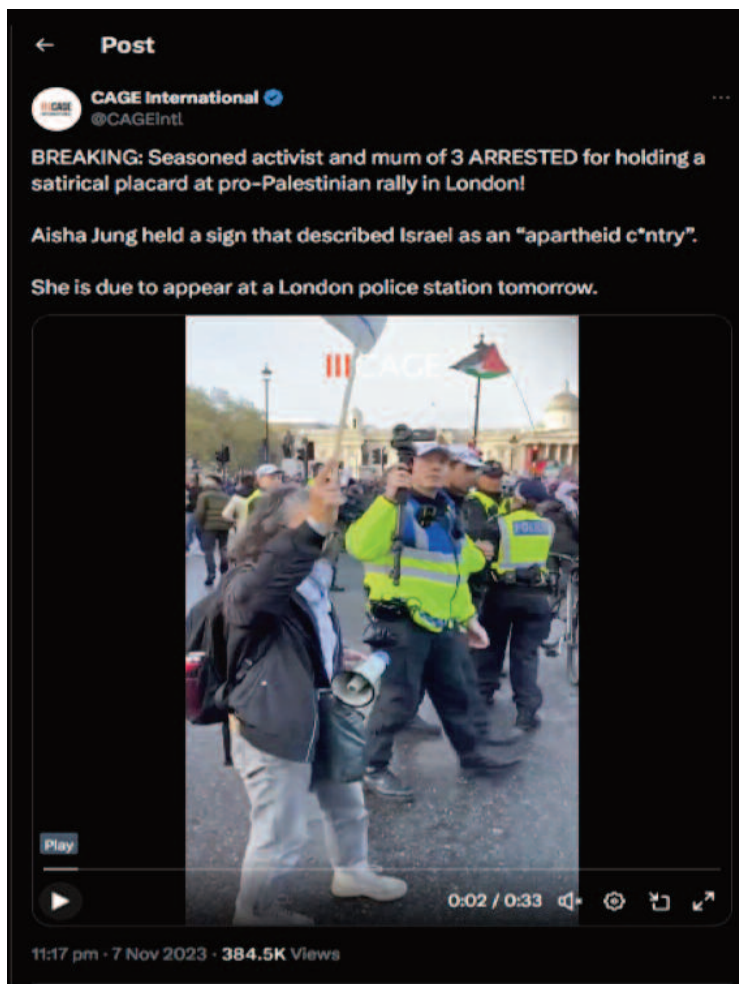 ← Post
CAGE International
@CAGEIntl
BREAKING: Seasoned activist and mum of 3 ARRESTED for holding a
satirical placard at pro-Palestinian rally in London!
Aisha Jung held a sign that described Israel as an “apartheid c*ntry”.
She is due to appear at a London police station tomorrow.
CAGE
POLICE
Play
0:02 / 0:33
11:17 pm · 7 Nov 2023 · 384.5K Views